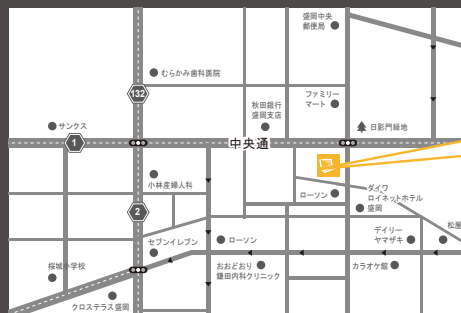 盛岡中央
郵便局
むらかみ歯科医院
132
ファミリー
マート
秋田銀行
盛岡支店
サンクス
日影門緑地
1
中央通
小林産婦人科
ローソン
ダイワ
ロイネットホテル
盛岡
2
セブンイレブン
ローソン
デイリー
ヤマザキ
松屋
桜城小学校
おおどおり
鎌田内科クリニック
カラオケ館
クロステラス盛岡